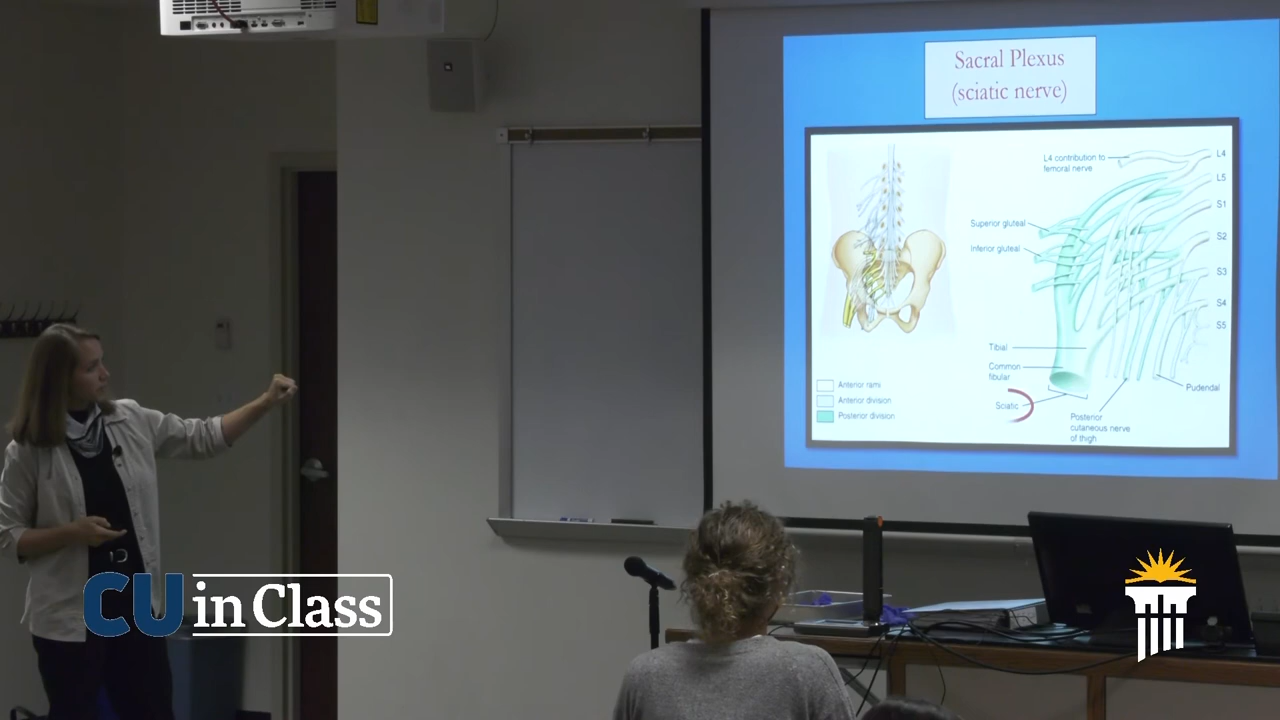 Sacral Plexus
(sciatic nerve)
L4 contribution to
femoral nerve
L4
L5
S1
S2
S3
S4
S5
Superior gluteal
Inferior gluteal
Tibial
Common
fibular
Sciatic
Posterior
cutaneous nerve
of thigh
Pudendal
Anterior rami
Anterior division
Posterior division
CU in Class